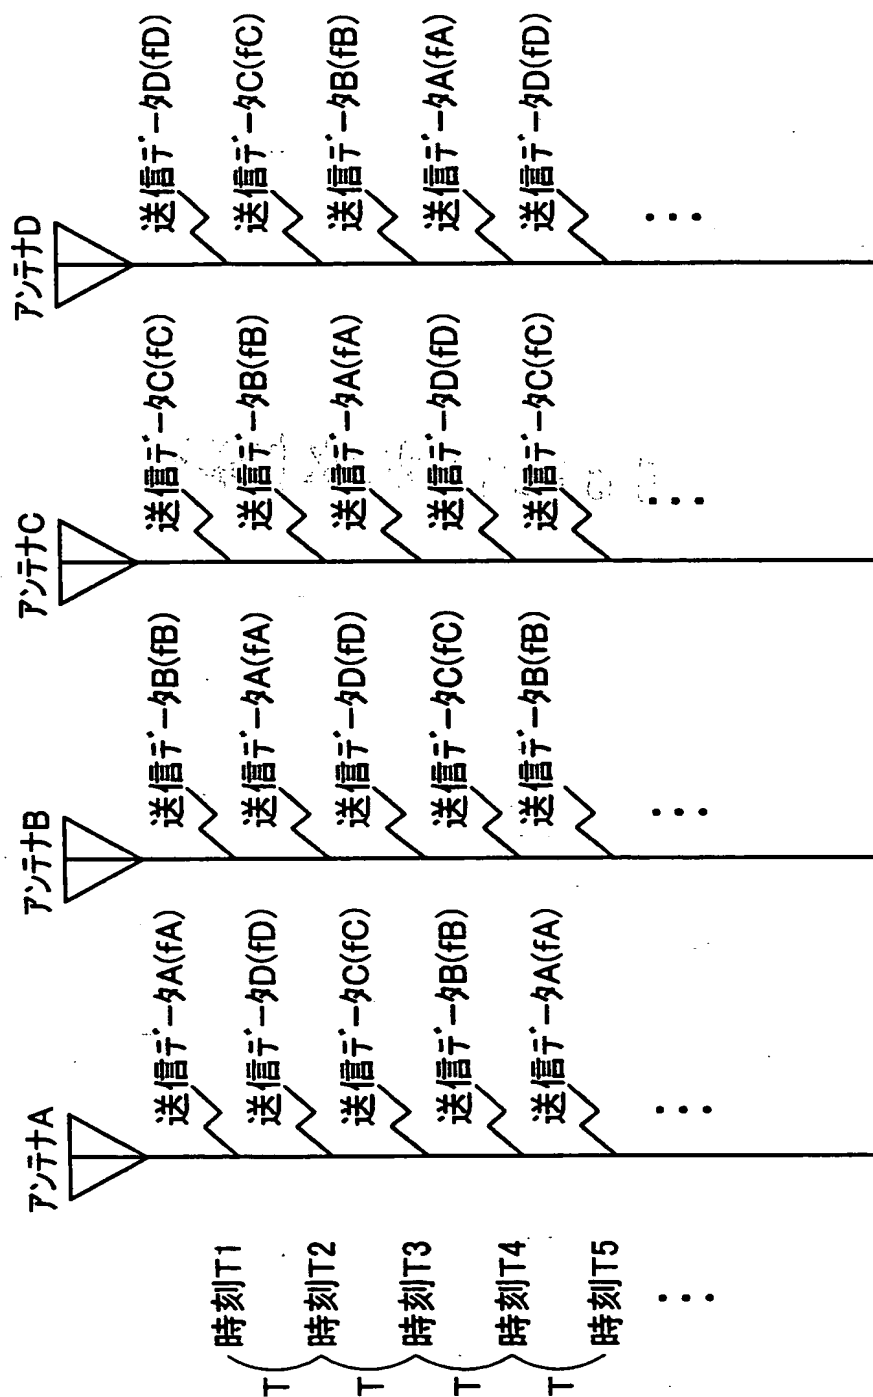 アンテナA
アンテナB
アンテナC
アンテナD
時刻T1
送信データA(fA)
送信データB(fB)
送信データC(fC)
送信データD(fD)
T
時刻T2
送信データD(fD)
送信データA(fA)
送信データB(fB)
送信データC(fC)
T
時刻T3
送信データC(fC)
送信データD(fD)
送信データA(fA)
送信データB(fB)
T
時刻T4
送信データB(fB)
送信データC(fC)
送信データD(fD)
送信データA(fA)
T
時刻T5
送信データA(fA)
送信データB(fB)
送信データC(fC)
送信データD(fD)
・・・
・・・
・・・
・・・
・・・